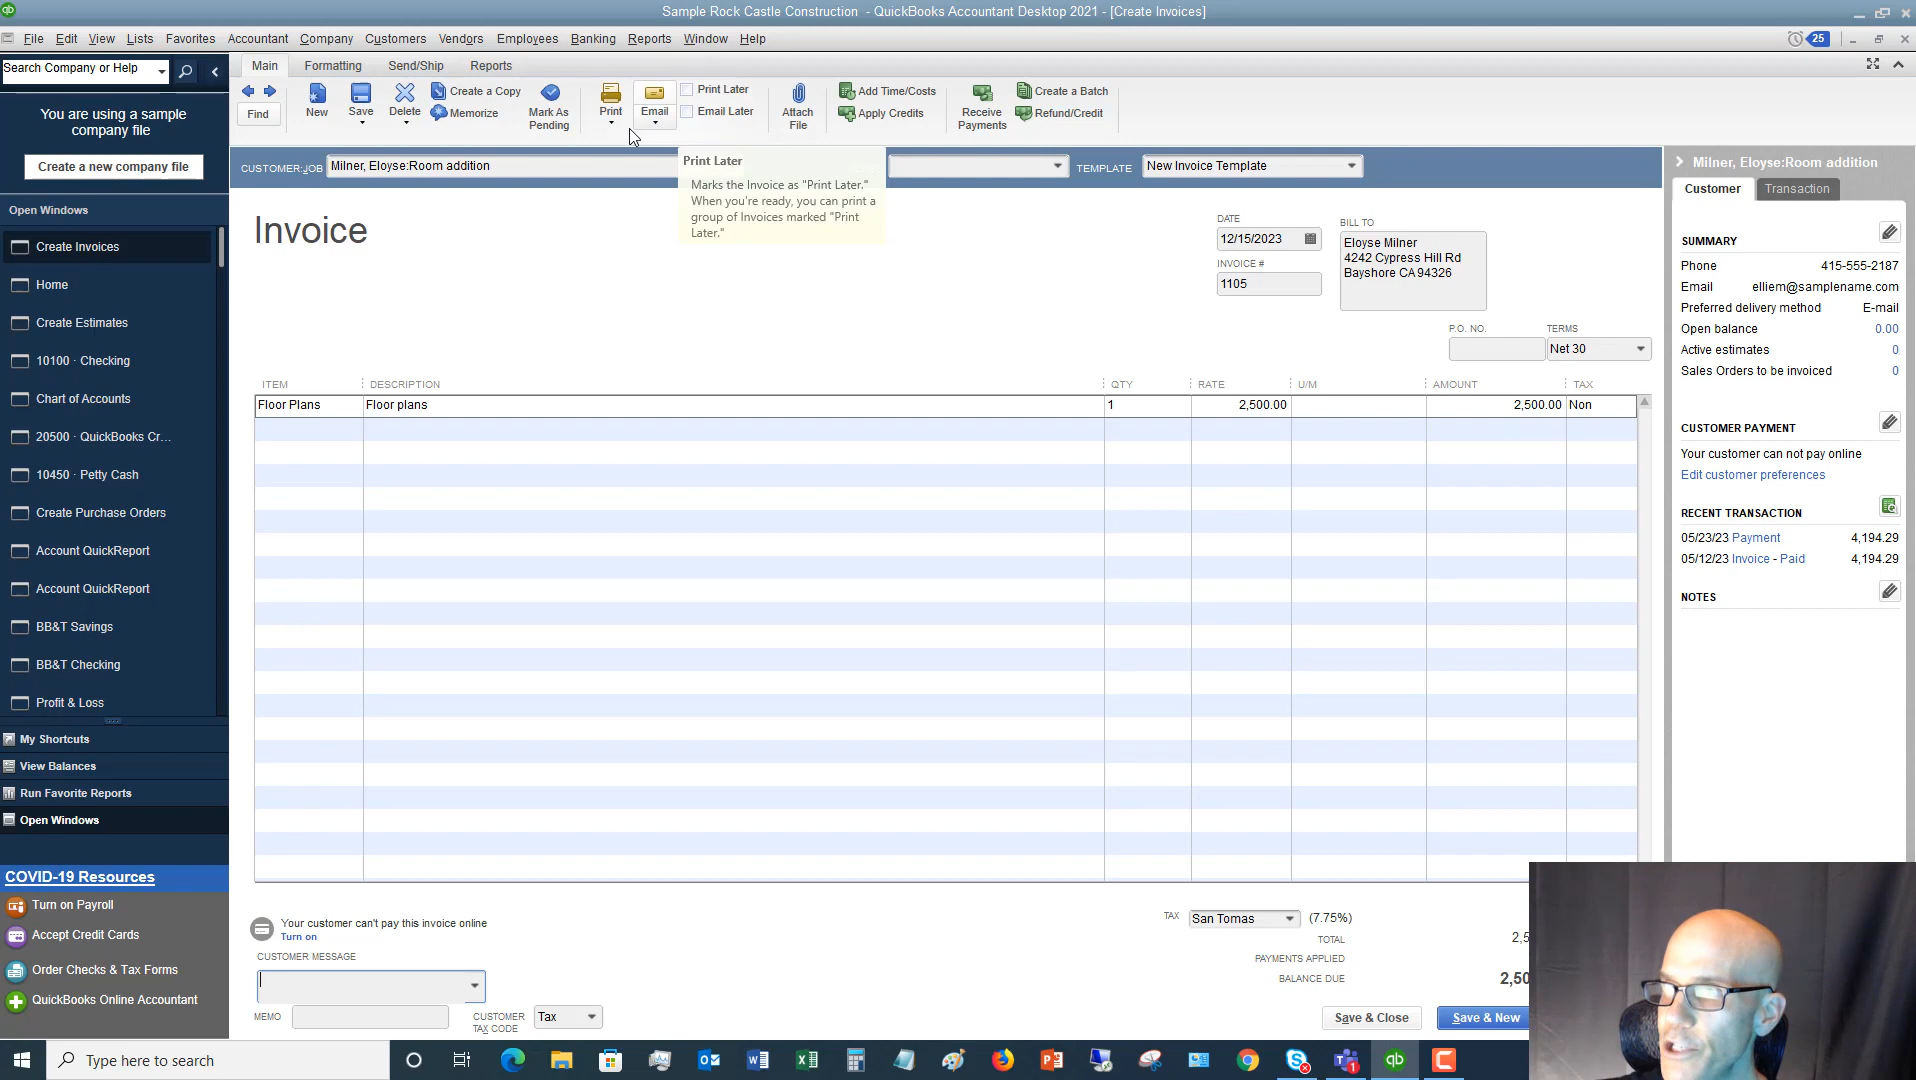 Sample Rock Castle Construction - QuickBooks Accountant Desktop 2021 - [Create Invoices]
File Edit View Lists Favorites Accountant Company Customers Vendors Employees Banking Reports Window Help
25
Search Company or Help
You are using a sample
company file
Create a new company file
Open Windows
Create Invoices
Home
Create Estimates
10100 · Checking
Chart of Accounts
20500 · QuickBooks Cr...
10450 · Petty Cash
Create Purchase Orders
Account QuickReport
Account QuickReport
BB&T Savings
BB&T Checking
Profit & Loss
My Shortcuts
View Balances
Run Favorite Reports
Open Windows
COVID-19 Resources
Turn on Payroll
Accept Credit Cards
Order Checks & Tax Forms
QuickBooks Online Accountant
Main Formatting Send/Ship Reports
Find
New
Save
Delete
Create a Copy
Memorize
Mark As
Pending
Print
Email
Print Later
Email Later
Attach
File
Add Time/Costs
Apply Credits
Receive
Payments
Create a Batch
Refund/Credit
CUSTOMER:JOB Milner, Eloyse:Room addition
TEMPLATE New Invoice Template
Print Later
Marks the Invoice as "Print Later."
When you're ready, you can print a
group of Invoices marked "Print
Later."
Invoice
DATE
12/15/2023
INVOICE #
1105
BILL TO
Eloyse Milner
4242 Cypress Hill Rd
Bayshore CA 94326
P.O. NO.
TERMS
Net 30
ITEM DESCRIPTION QTY RATE U/M AMOUNT TAX
Floor Plans Floor plans 1 2,500.00 2,500.00 Non
Your customer can't pay this invoice online
Turn on
CUSTOMER MESSAGE
MEMO
CUSTOMER
TAX CODE
Tax
TAX San Tomas (7.75%)
TOTAL
PAYMENTS APPLIED
BALANCE DUE
Save & Close
Save & New
Milner, Eloyse:Room addition
Customer Transaction
SUMMARY
Phone 415-555-2187
Email elliem@samplename.com
Preferred delivery method E-mail
Open balance 0.00
Active estimates 0
Sales Orders to be invoiced 0
CUSTOMER PAYMENT
Your customer can not pay online
Edit customer preferences
RECENT TRANSACTION
05/23/23 Payment 4,194.29
05/12/23 Invoice - Paid 4,194.29
NOTES
Type here to search